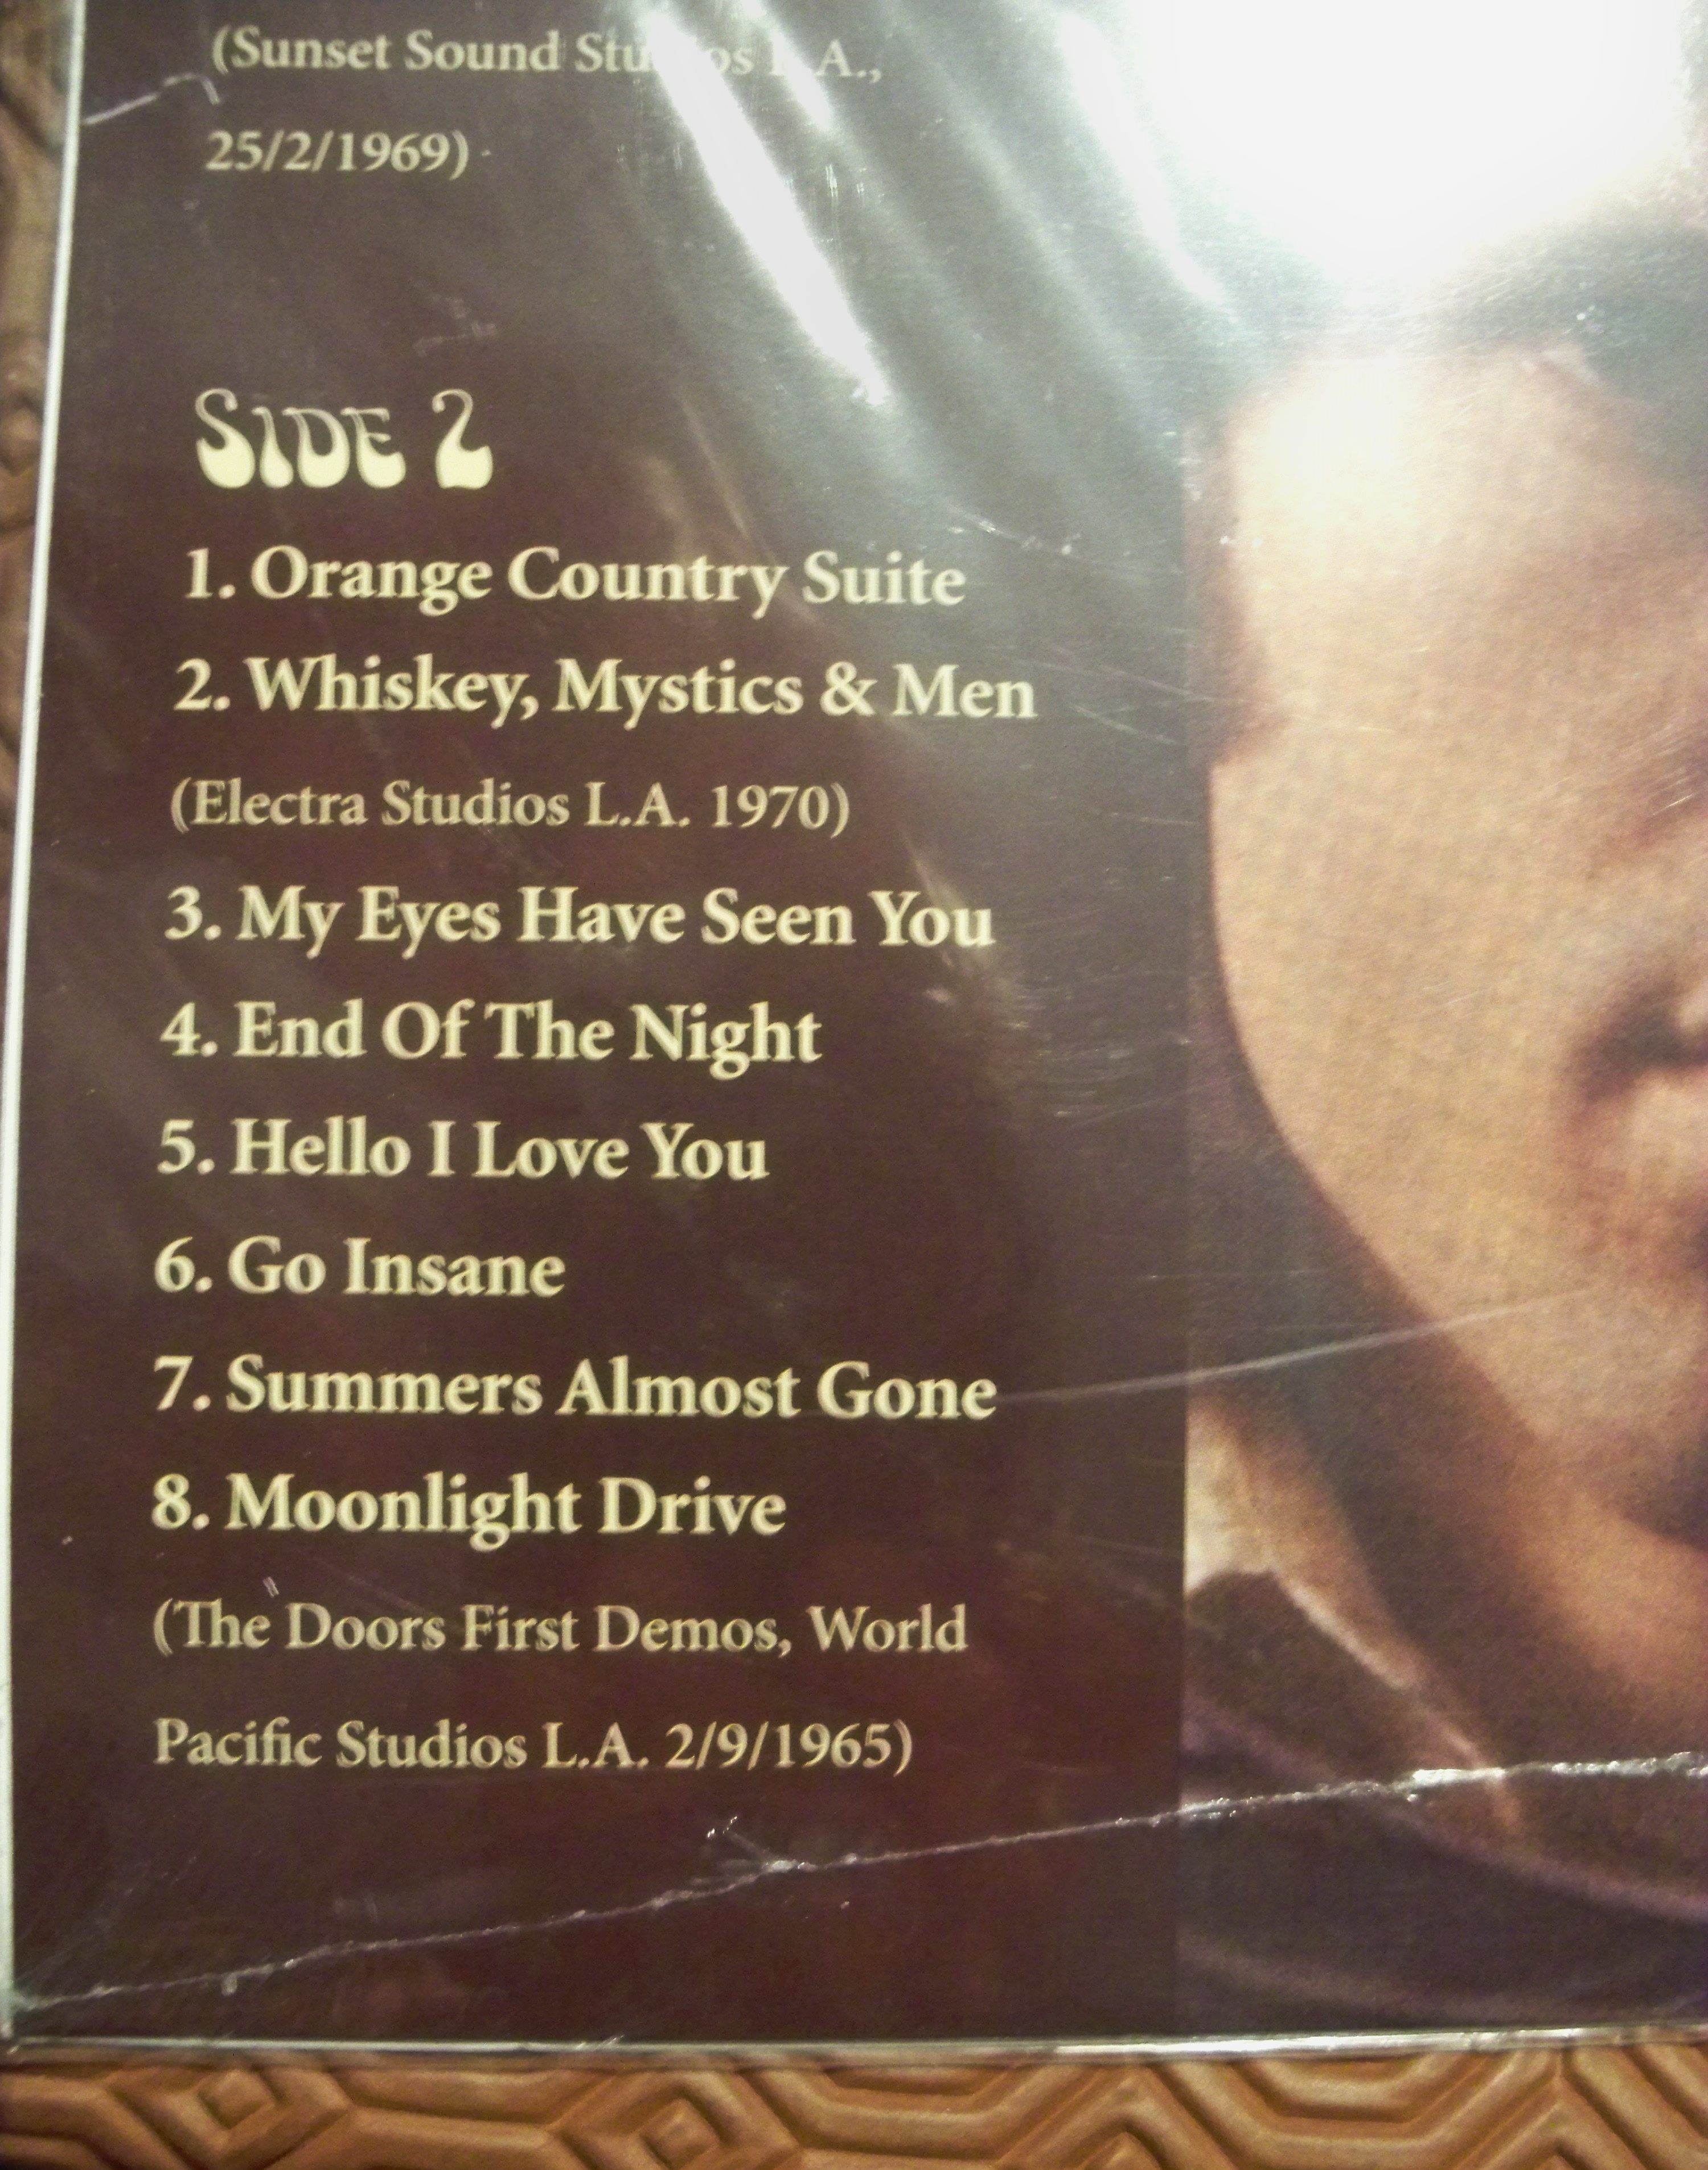 (Sunset Sound Studios L.A.,
25/2/1969)
SIDE 2
1. Orange Country Suite
2. Whiskey, Mystics & Men
(Electra Studios L.A. 1970)
3. My Eyes Have Seen You
4. End Of The Night
5. Hello I Love You
6. Go Insane
7. Summers Almost Gone
8. Moonlight Drive
(The Doors First Demos, World
Pacific Studios L.A. 2/9/1965)